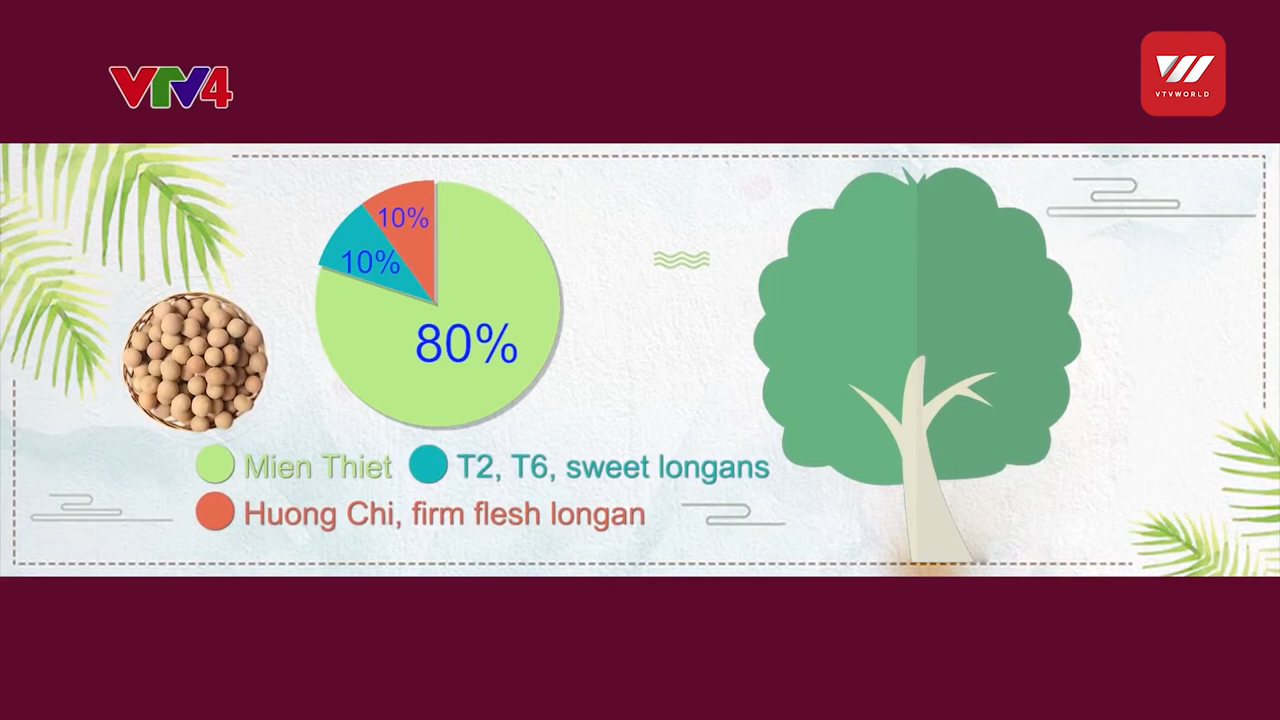 VTV4
VTVWORLD
10%
10%
80%
Mien Thiet
T2, T6, sweet longans
Huong Chi, firm flesh longan